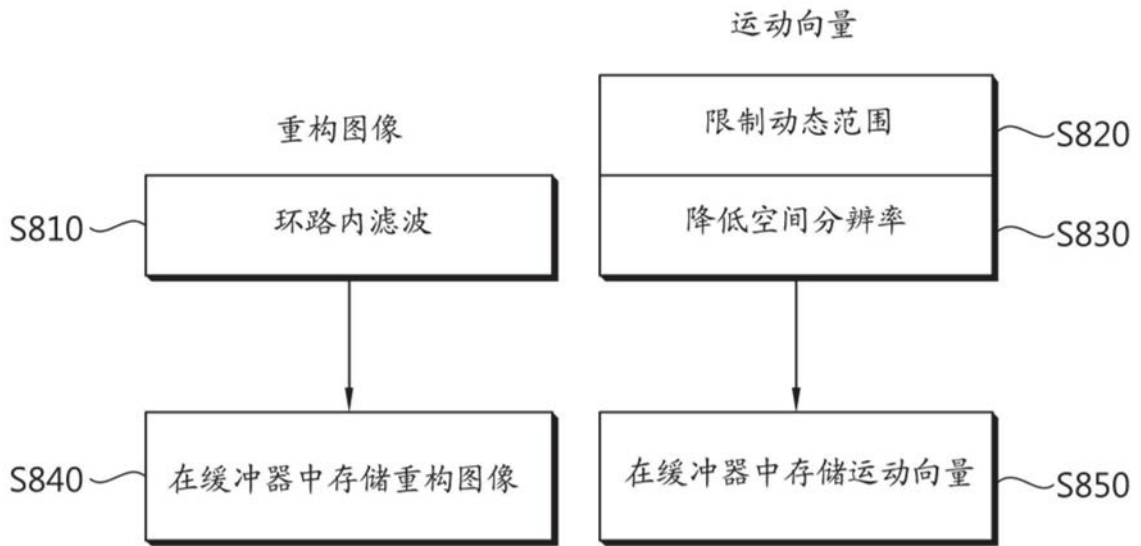 运动向量
限制动态范围
S820
重构图像
环路内滤波
S810
降低空间分辨率
S830
在缓冲器中存储重构图像
S840
在缓冲器中存储运动向量
S850